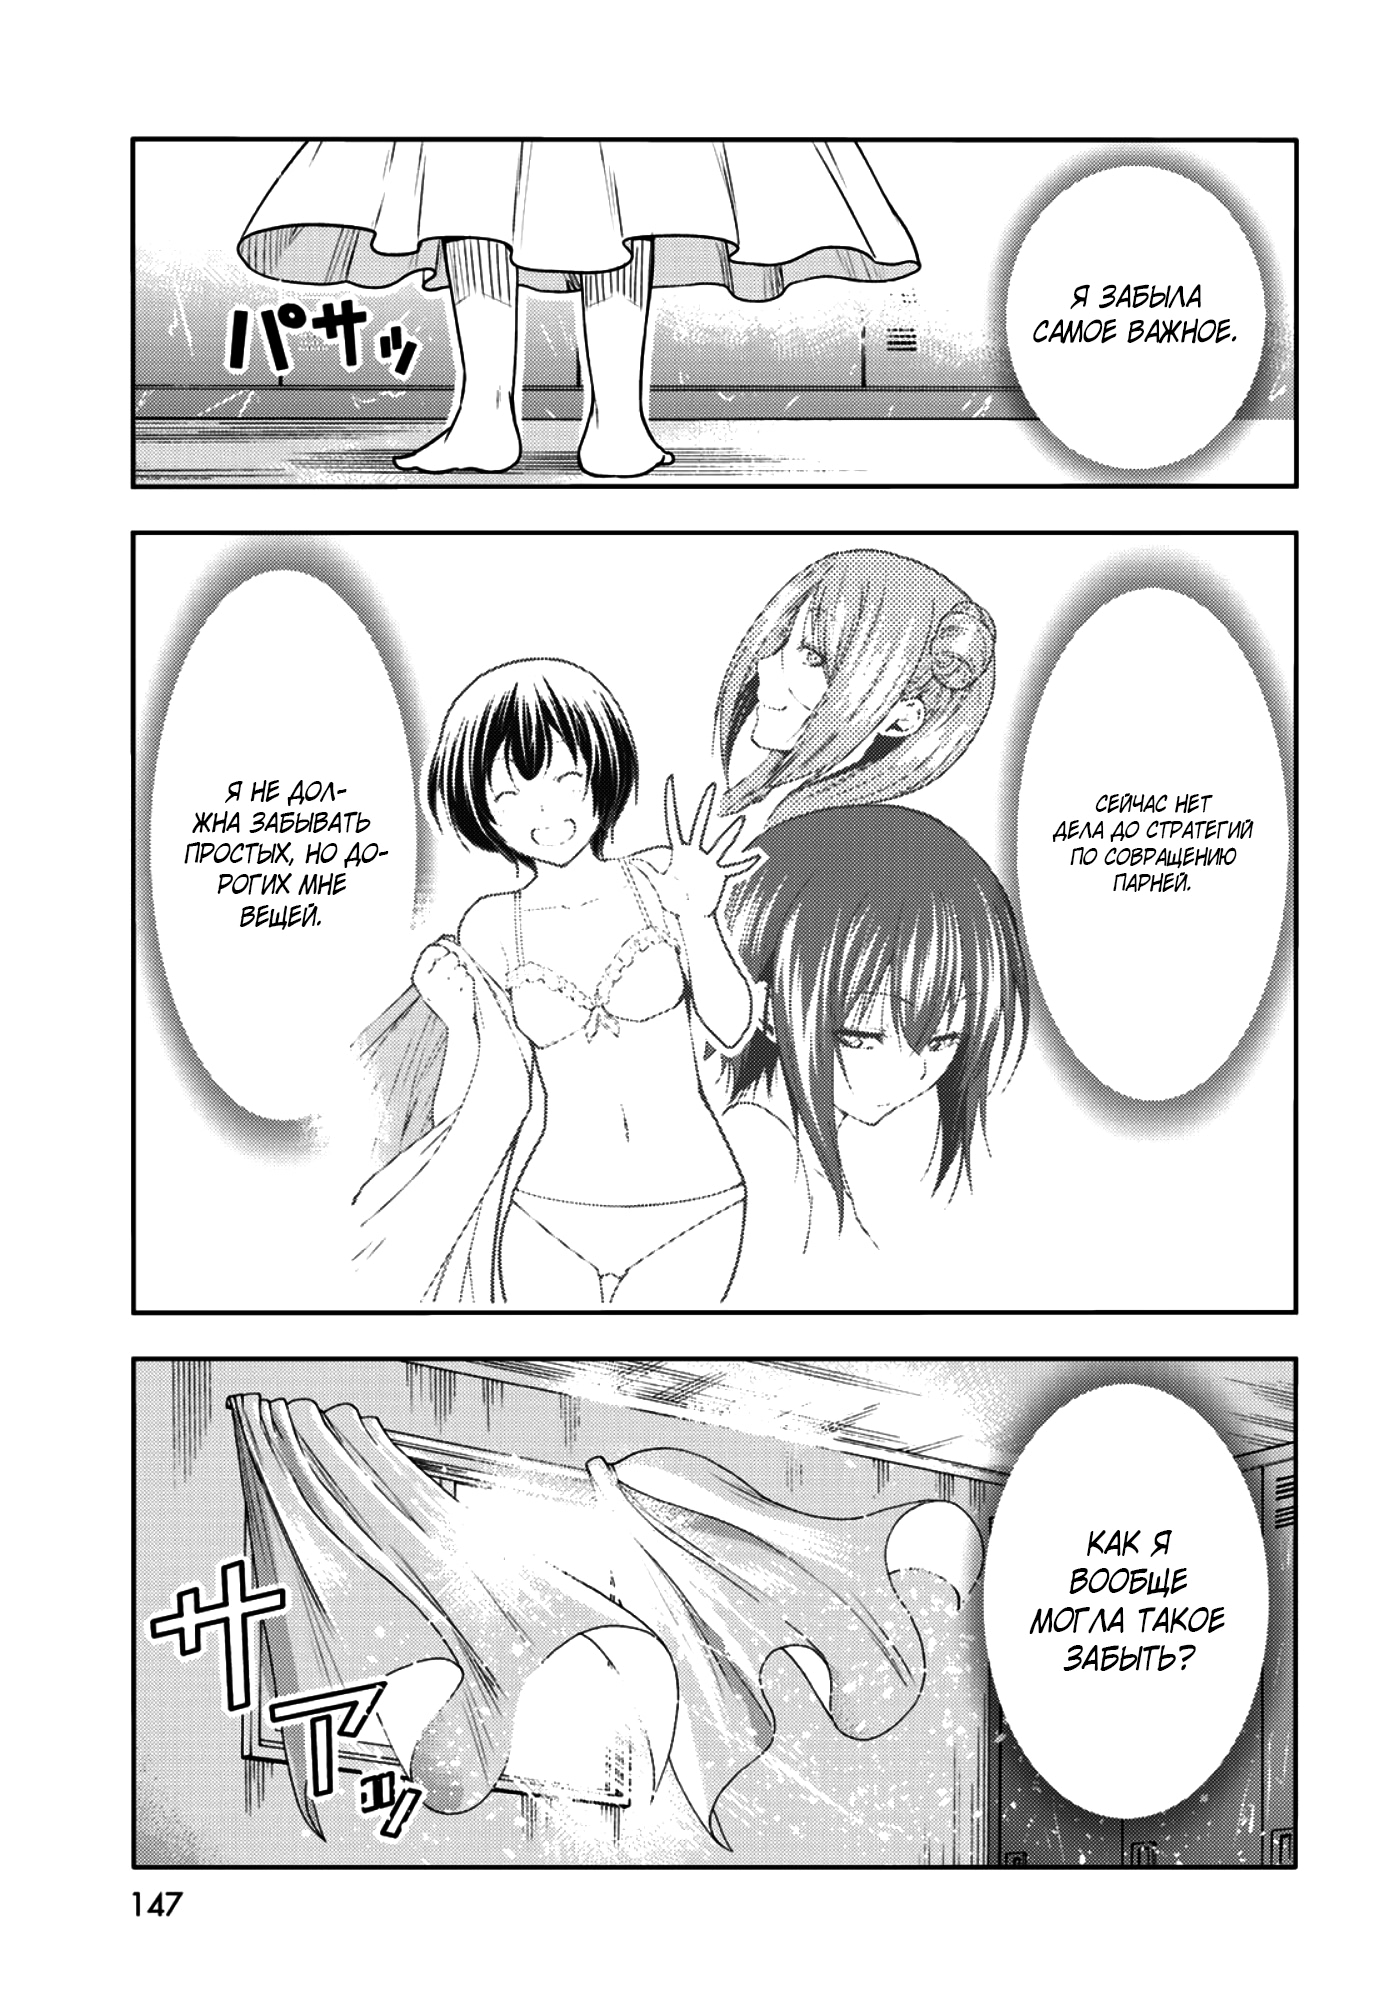 Я ЗАБЫЛА
САМОЕ ВАЖНОЕ.
パサッ
СЕЙЧАС НЕТ
ДЕЛА ДО СТРАТЕГИЙ
ПО СОВРАЩЕНИЮ
ПАРНЕЙ.
Я НЕ ДОЛ-
ЖНА ЗАБЫВАТЬ
ПРОСТЫХ, НО ДО-
РОГИХ МНЕ
ВЕЩЕЙ.
КАК Я
ВООБЩЕ
МОГЛА ТАКОЕ
ЗАБЫТЬ?
サアッ
147